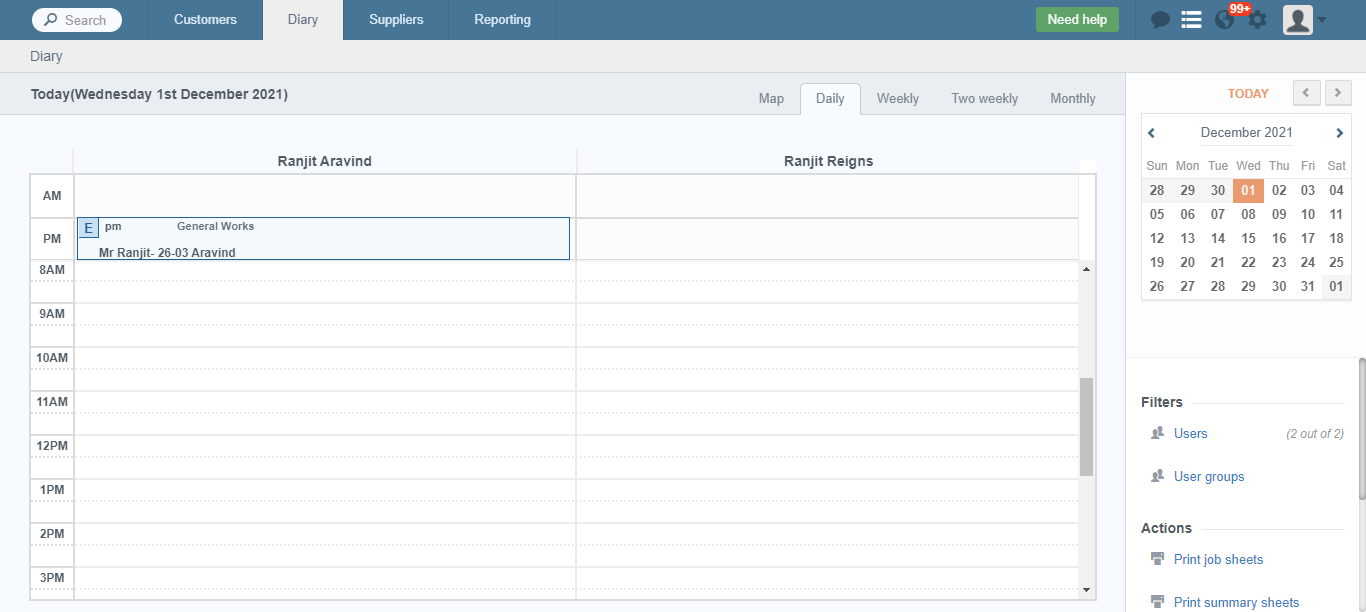 Search Customers Diary Suppliers Reporting Need help 99+
Diary
Today(Wednesday 1st December 2021) Map Daily Weekly Two weekly Monthly
Ranjit Aravind Ranjit Reigns
AM
PM
E pm General Works
Mr Ranjit- 26-03 Aravind
8AM
9AM
10AM
11AM
12PM
1PM
2PM
3PM
TODAY
December 2021
Sun Mon Tue Wed Thu Fri Sat
28 29 30 01 02 03 04
05 06 07 08 09 10 11
12 13 14 15 16 17 18
19 20 21 22 23 24 25
26 27 28 29 30 31 01
Filters
Users (2 out of 2)
User groups
Actions
Print job sheets
Print summary sheets